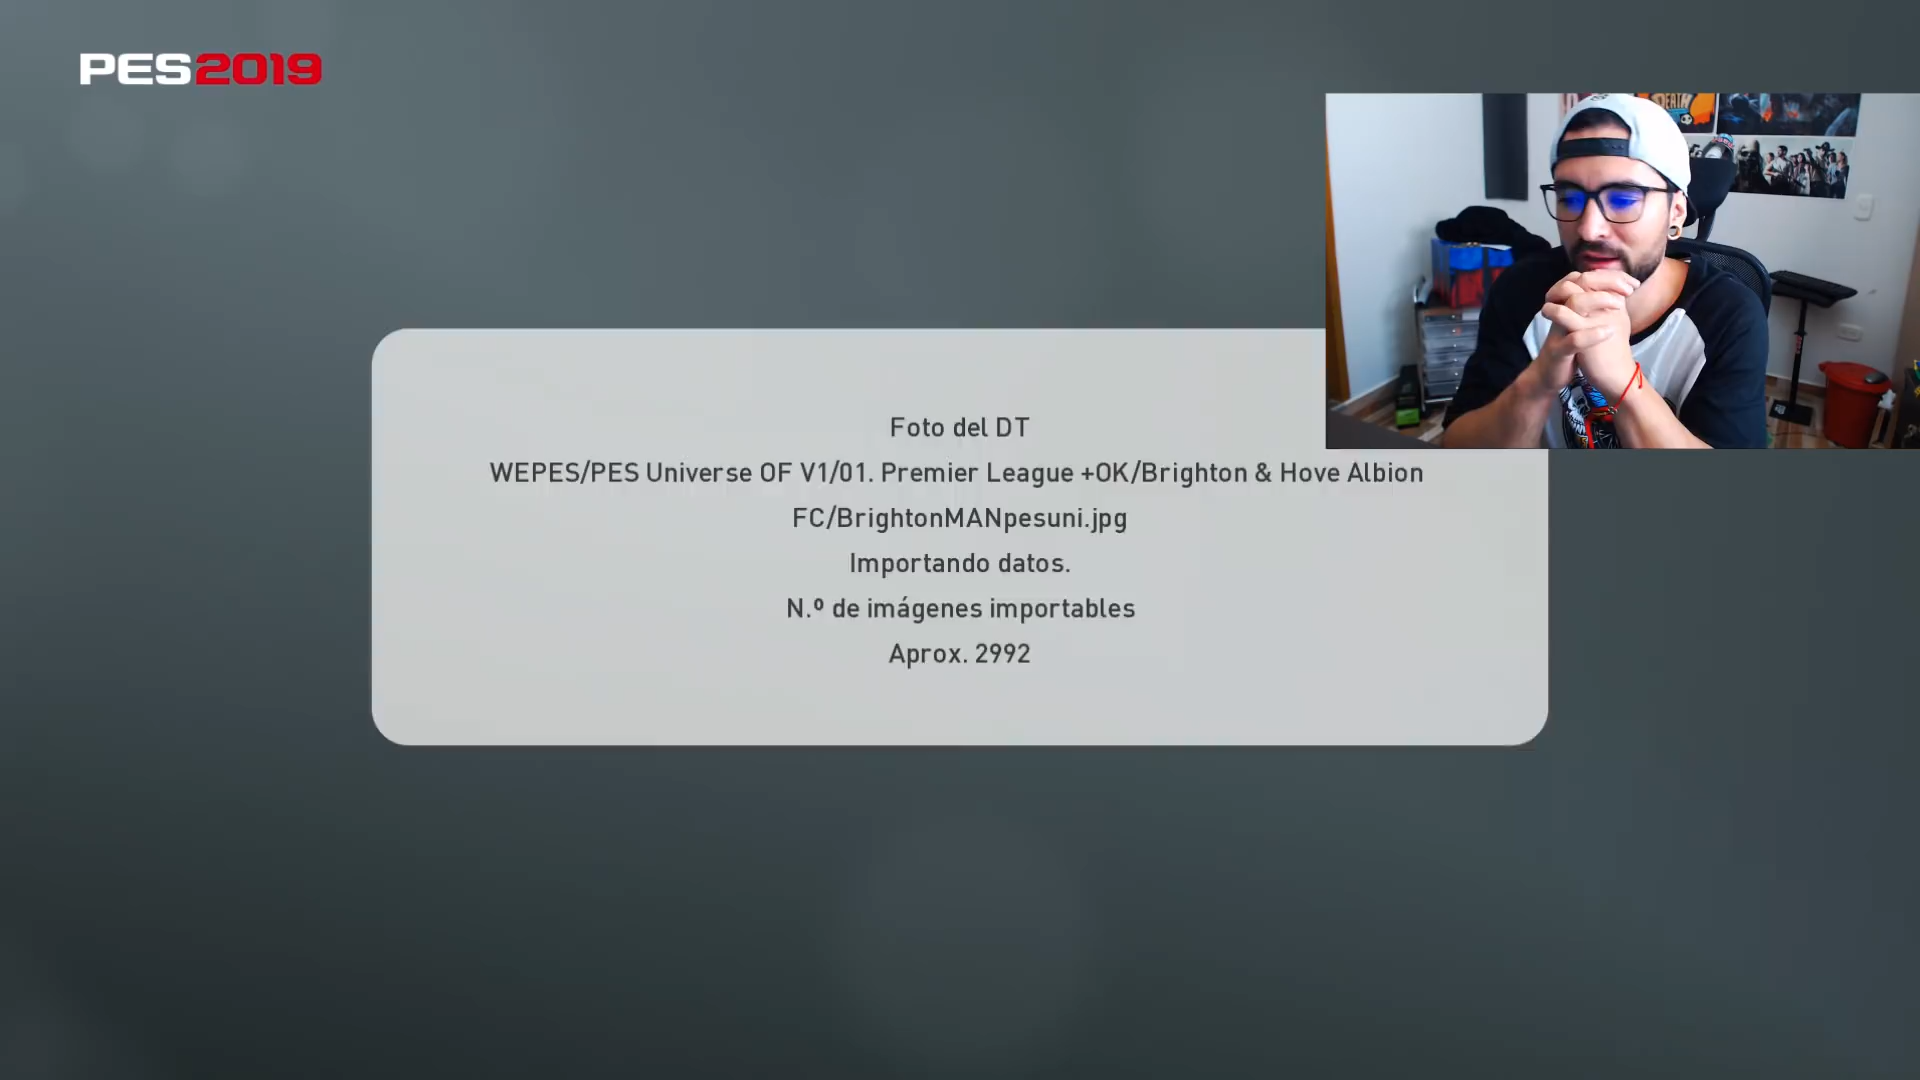 PES2019
DEATH
Foto del DT
WEPES/PES Universe OF V1/01. Premier League +OK/Brighton & Hove Albion
FC/BrightonMANpesuni.jpg
Importando datos.
N.º de imágenes importables
Aprox. 2992